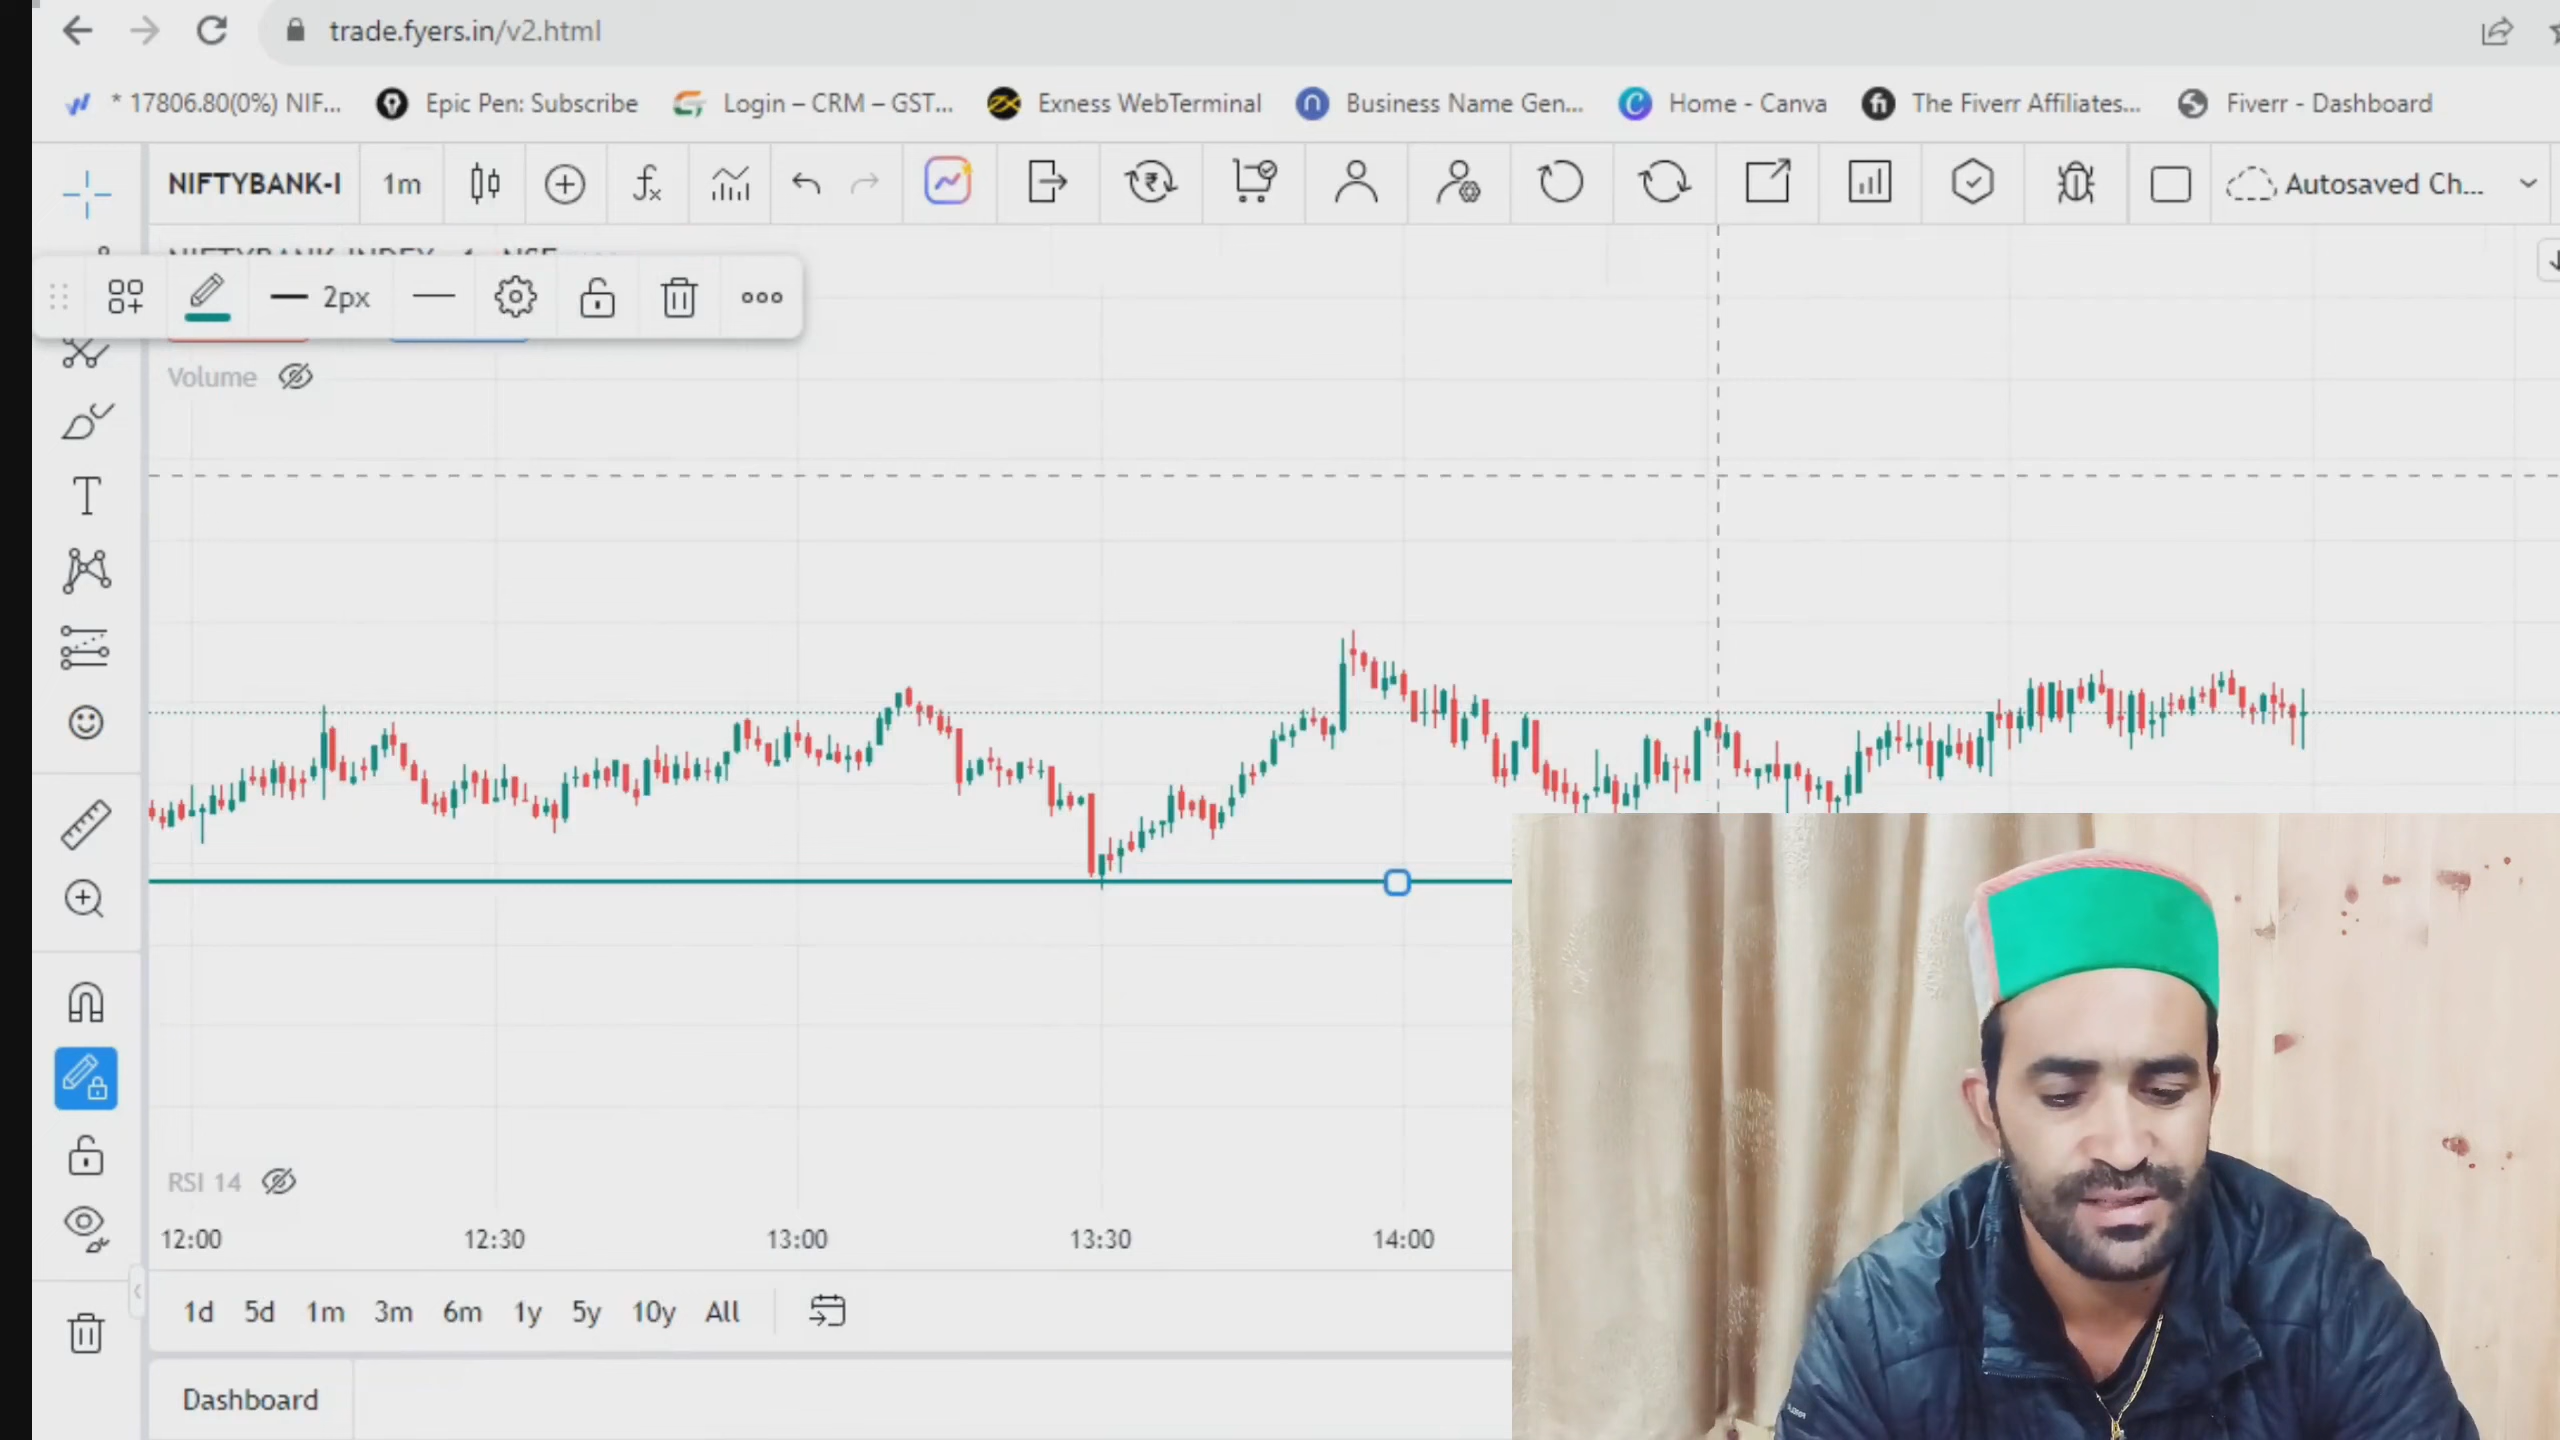 trade.fyers.in/v2.html
* 17806.80(0%) NIF... Epic Pen: Subscribe Login – CRM – GST... Exness WebTerminal Business Name Gen... Home - Canva The Fiverr Affiliates... Fiverr - Dashboard
NIFTYBANK-I 1m Autosaved Ch...
2px
Volume
RSI 14
12:00 12:30 13:00 13:30 14:00
1d 5d 1m 3m 6m 1y 5y 10y All
Dashboard